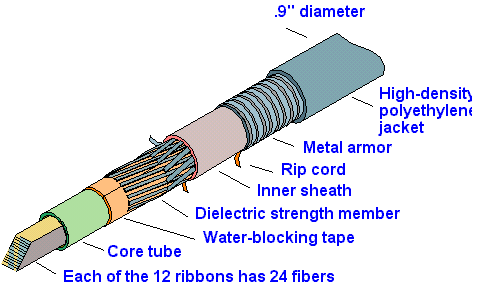 .9" diameter
High-density
polyethylene
jacket
Metal armor
Rip cord
Inner sheath
Dielectric strength member
Water-blocking tape
Core tube
Each of the 12 ribbons has 24 fibers